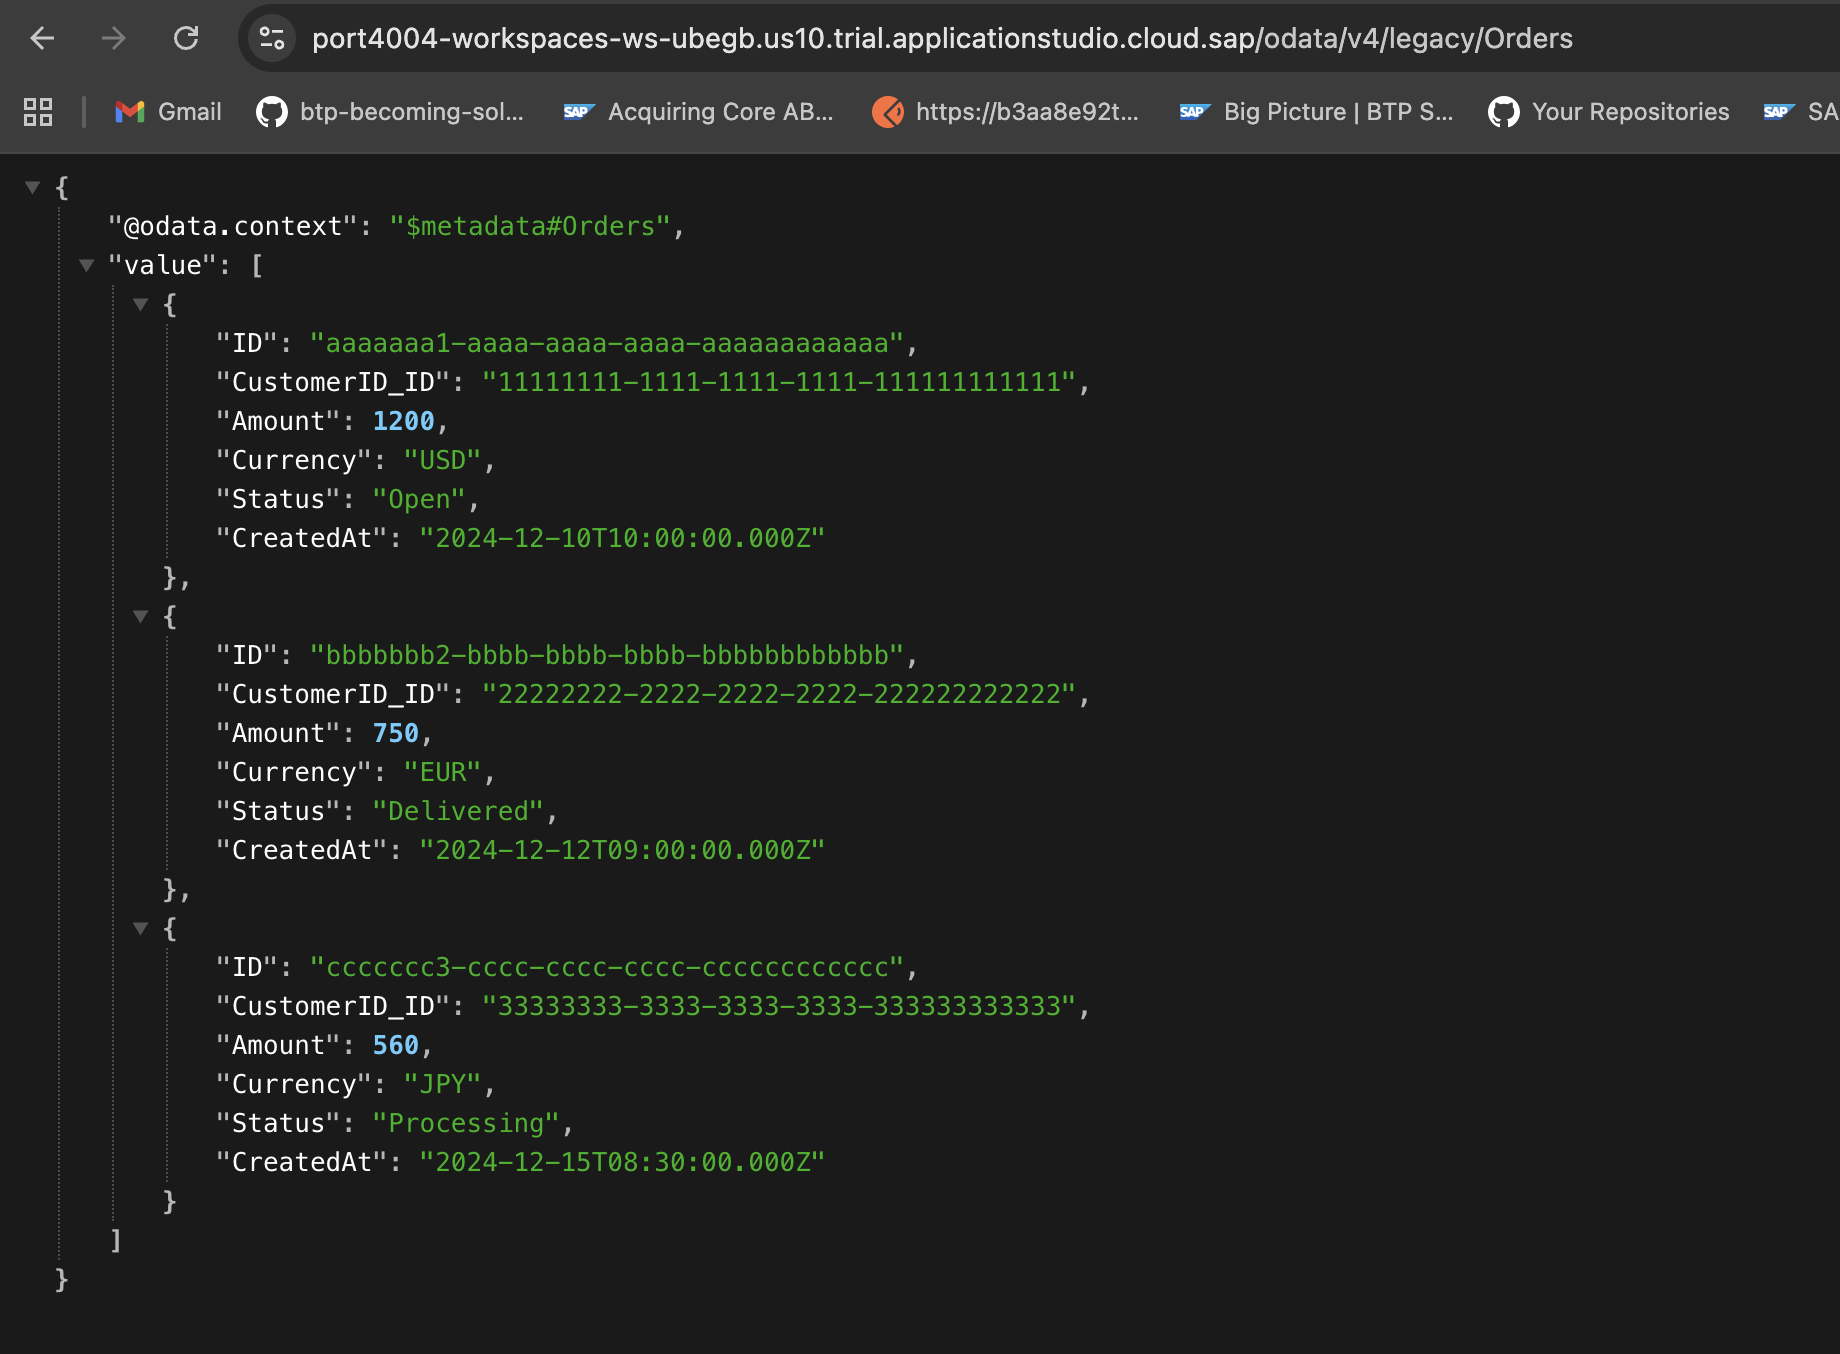 port4004-workspaces-ws-ubegb.us10.trial.applicationstudio.cloud.sap/odata/v4/legacy/Orders
Gmail btp-becoming-sol... SAP Acquiring Core AB... https://b3aa8e92t... SAP Big Picture | BTP S... Your Repositories SAP SA
{
"@odata.context": "$metadata#Orders",
"value": [
{
"ID": "aaaaaaa1-aaaa-aaaa-aaaa-aaaaaaaaaaaa",
"CustomerID_ID": "11111111-1111-1111-1111-111111111111",
"Amount": 1200,
"Currency": "USD",
"Status": "Open",
"CreatedAt": "2024-12-10T10:00:00.000Z"
},
{
"ID": "bbbbbbb2-bbbb-bbbb-bbbb-bbbbbbbbbbbb",
"CustomerID_ID": "22222222-2222-2222-2222-222222222222",
"Amount": 750,
"Currency": "EUR",
"Status": "Delivered",
"CreatedAt": "2024-12-12T09:00:00.000Z"
},
{
"ID": "ccccccc3-cccc-cccc-cccc-cccccccccccc",
"CustomerID_ID": "33333333-3333-3333-3333-333333333333",
"Amount": 560,
"Currency": "JPY",
"Status": "Processing",
"CreatedAt": "2024-12-15T08:30:00.000Z"
}
]
}